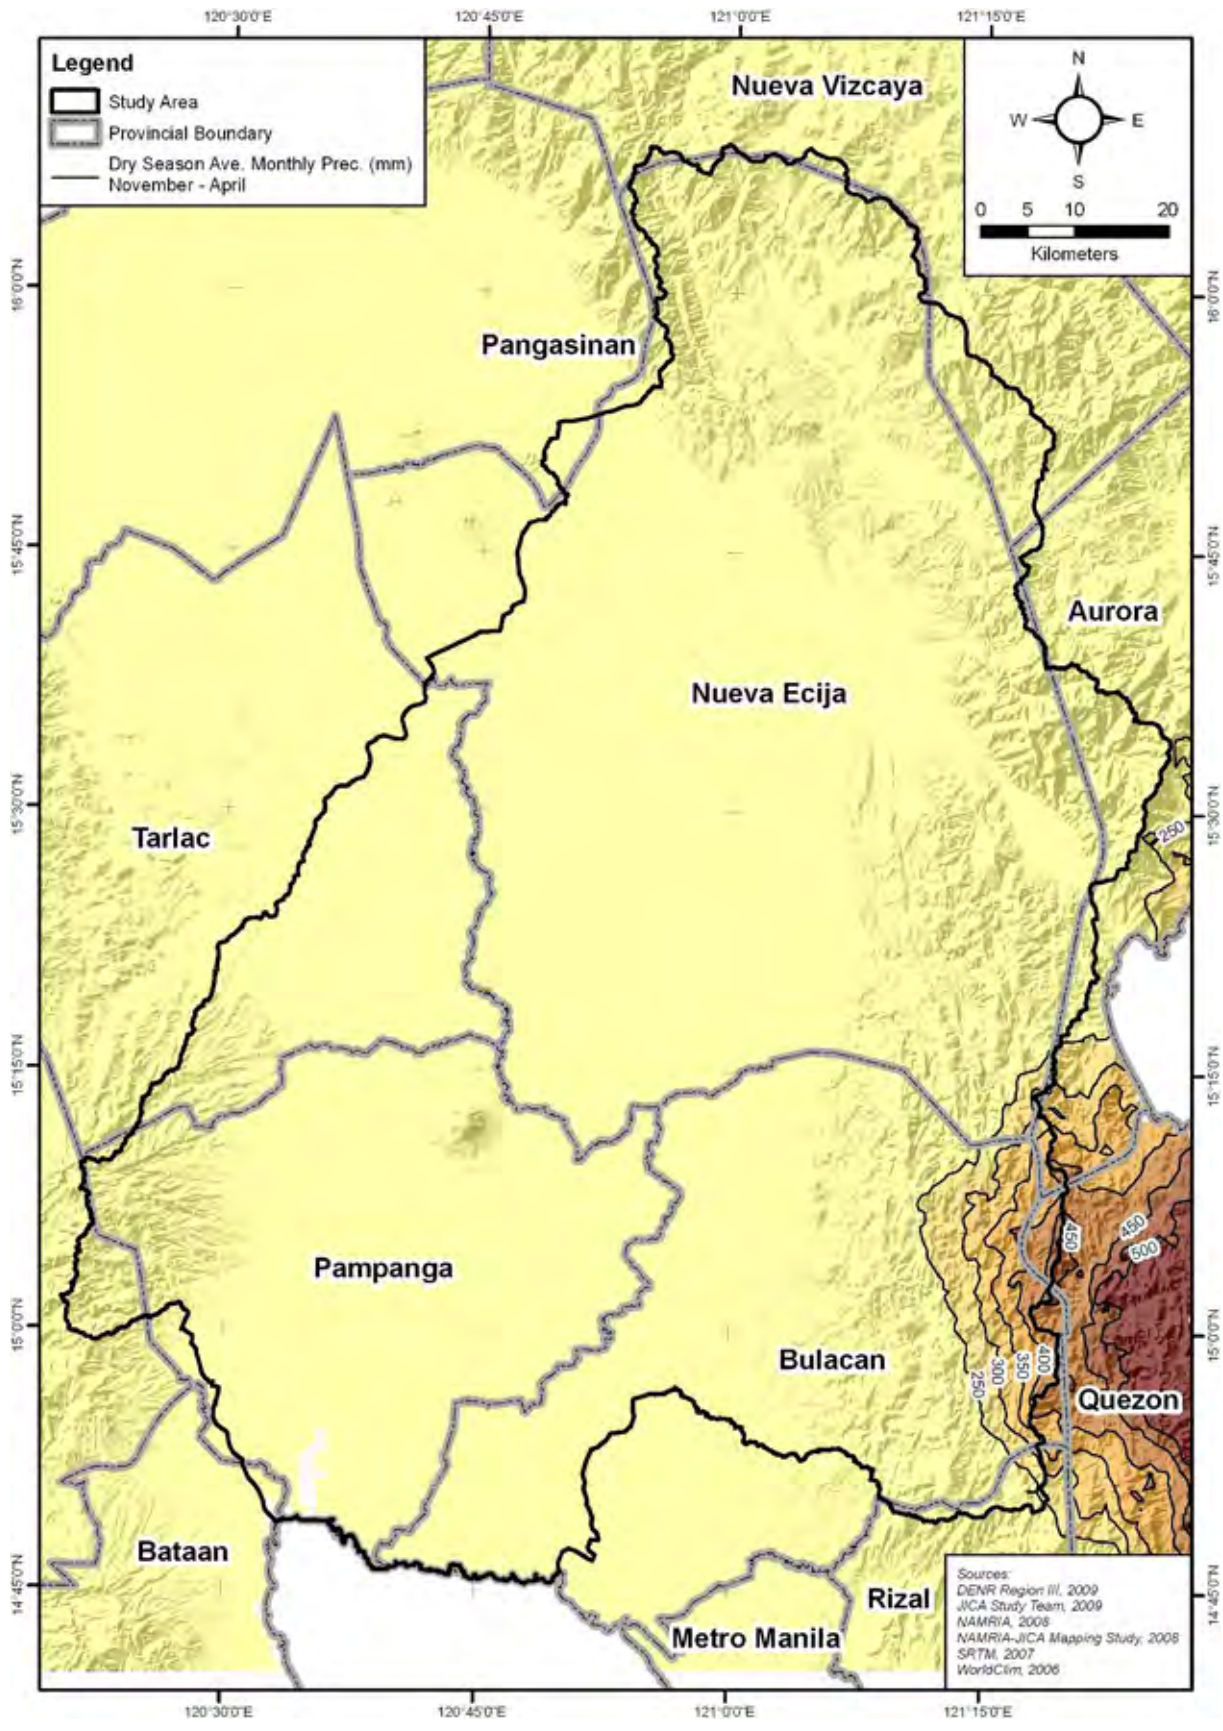 120°30'0"E
120°45'0"E
121°0'0"E
121°15'0"E
Legend
Study Area
Provincial Boundary
Dry Season Ave. Monthly Prec. (mm)
November - April
Nueva Vizcaya
N
W
E
S
0 5 10 20
Kilometers
16°0'0"N
16°0'0"N
Pangasinan
15°45'0"N
15°45'0"N
Aurora
Nueva Ecija
15°30'0"N
15°30'0"N
Tarlac
250
15°15'0"N
15°15'0"N
450
450
500
Pampanga
15°0'0"N
15°0'0"N
Bulacan
250
300
350
400
Quezon
Bataan
14°45'0"N
14°45'0"N
Rizal
Metro Manila
Sources:
DENR Region III, 2009
JICA Study Team, 2009
NAMRIA, 2008
NAMRIA-JICA Mapping Study, 2008
SRTM, 2007
WorldClim, 2006
120°30'0"E
120°45'0"E
121°0'0"E
121°15'0"E